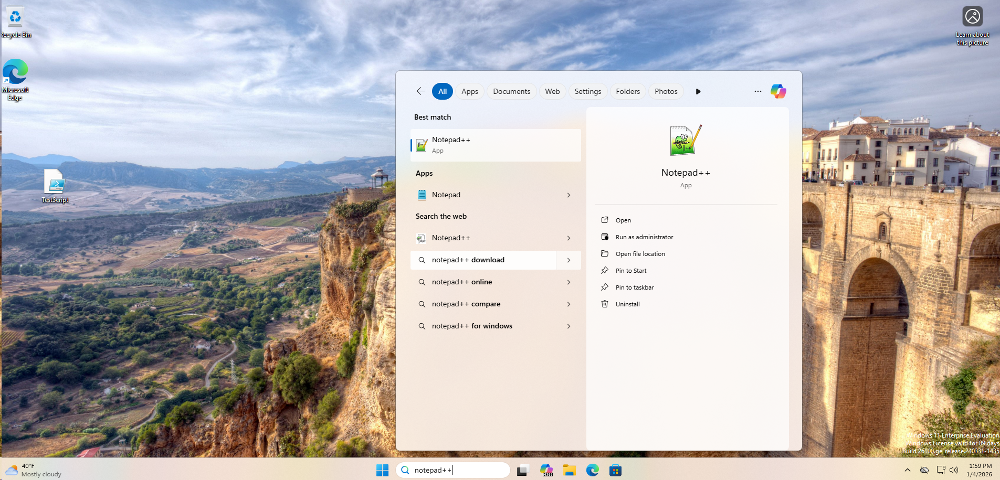 Recycle Bin
Learn about
this picture
Microsoft
Edge
TestScript
All
Apps
Documents
Web
Settings
Folders
Photos
Best match
Notepad++
App
Apps
Notepad
Search the web
Notepad++
notepad++ download
notepad++ online
notepad++ compare
notepad++ for windows
Notepad++
App
Open
Run as administrator
Open file location
Pin to Start
Pin to taskbar
Uninstall
Windows 11 Enterprise Evaluation
Windows License valid for 89 days
Build 26100.ge_release.240331-1435
40°F
Mostly cloudy
notepad++
M365
1:59 PM
1/4/2026